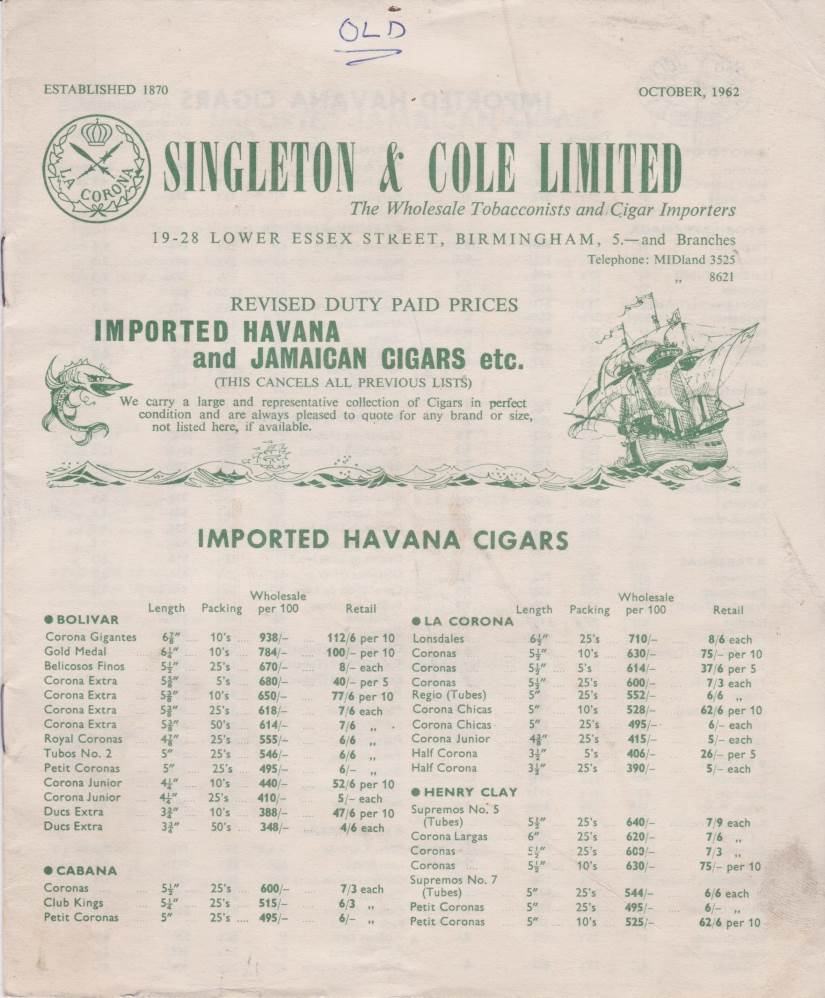 OLD
ESTABLISHED 1870
OCTOBER, 1962
LA CORONA
SINGLETON & COLE LIMITED
The Wholesale Tobacconists and Cigar Importers
19-28 LOWER ESSEX STREET, BIRMINGHAM, 5.—and Branches
Telephone: MIDland 3525
„ 8621
REVISED DUTY PAID PRICES
IMPORTED HAVANA
and JAMAICAN CIGARS etc.
(THIS CANCELS ALL PREVIOUS LISTS)
We carry a large and representative collection of Cigars in perfect
condition and are always pleased to quote for any brand or size,
not listed here, if available.
IMPORTED HAVANA CIGARS
Length Packing Wholesale per 100 Retail
● BOLIVAR
Corona Gigantes 6⅞″ 10's 938/– 112/6 per 10
Gold Medal 6¼″ 10's 784/– 100/– per 10
Belicosos Finos 5½″ 25's 670/– 8/– each
Corona Extra 5⅝″ 5's 680/– 40/– per 5
Corona Extra 5⅝″ 10's 650/– 77/6 per 10
Corona Extra 5⅝″ 25's 618/– 7/6 each
Corona Extra 5⅝″ 50's 614/– 7/6 „
Royal Coronas 4⅞″ 25's 555/– 6/6 „
Tubos No. 2 5″ 25's 546/– 6/6 „
Petit Coronas 5″ 25's 495/– 6/– „
Corona Junior 4¼″ 10's 440/– 52/6 per 10
Corona Junior 4¼″ 25's 410/– 5/– each
Ducs Extra 3¾″ 10's 388/– 47/6 per 10
Ducs Extra 3¾″ 50's 348/– 4/6 each
● CABANA
Coronas 5½″ 25's 600/– 7/3 each
Club Kings 5¼″ 25's 515/– 6/3 „
Petit Coronas 5″ 25's 495/– 6/– „
Length Packing Wholesale per 100 Retail
● LA CORONA
Lonsdales 6½″ 25's 710/– 8/6 each
Coronas 5½″ 10's 630/– 75/– per 10
Coronas 5½″ 5's 614/– 37/6 per 5
Coronas 5½″ 25's 600/– 7/3 each
Regio (Tubes) 5″ 25's 552/– 6/6 „
Corona Chicas 5″ 10's 528/– 62/6 per 10
Corona Chicas 5″ 25's 495/– 6/– each
Corona Junior 4⅜″ 25's 415/– 5/– each
Half Corona 3½″ 5's 406/– 26/– per 5
Half Corona 3½″ 25's 390/– 5/– each
● HENRY CLAY
Supremos No. 5
(Tubes) 5½″ 25's 640/– 7/9 each
Corona Largas 6″ 25's 620/– 7/6 „
Coronas 5½″ 25's 600/– 7/3 „
Coronas 5½″ 10's 630/– 75/– per 10
Supremos No. 7
(Tubes) 5″ 25's 544/– 6/6 each
Petit Coronas 5″ 25's 495/– 6/– „
Petit Coronas 5″ 10's 525/– 62/6 per 10